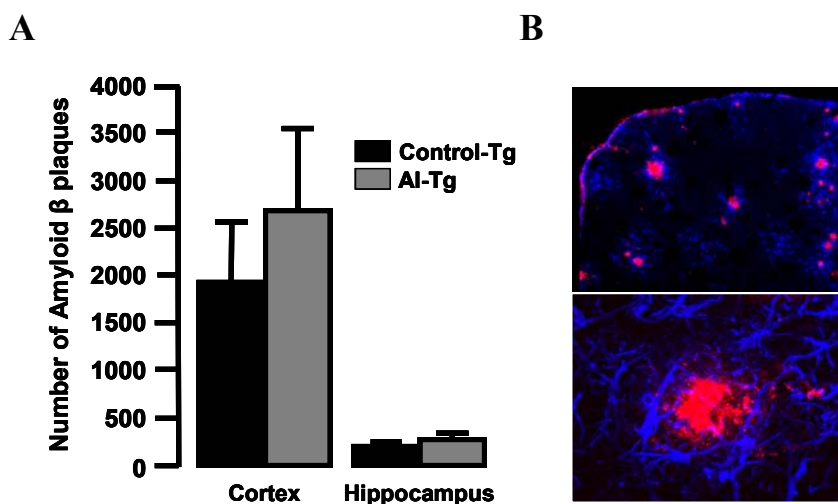 A
B
Number of Amyloid β plaques
4000
3500
3000
2500
2000
1500
1000
500
0
Control-Tg
Al-Tg
Cortex
Hippocampus